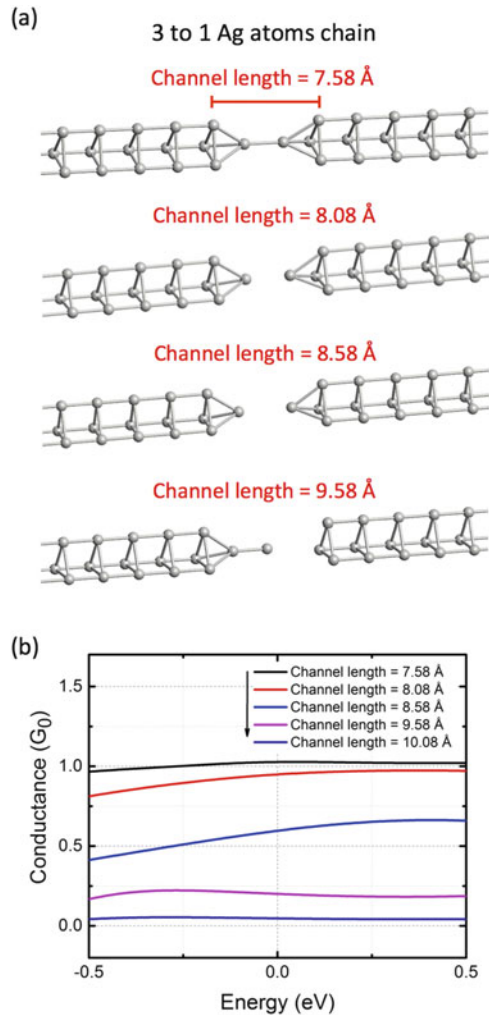 (a)
3 to 1 Ag atoms chain
Channel length = 7.58 Å
Channel length = 8.08 Å
Channel length = 8.58 Å
Channel length = 9.58 Å
(b)
Channel length = 7.58 Å
Channel length = 8.08 Å
Channel length = 8.58 Å
Channel length = 9.58 Å
Channel length = 10.08 Å
1.5
1.0
0.5
0.0
Conductance (G0)
-0.5 0.0 0.5
Energy (eV)